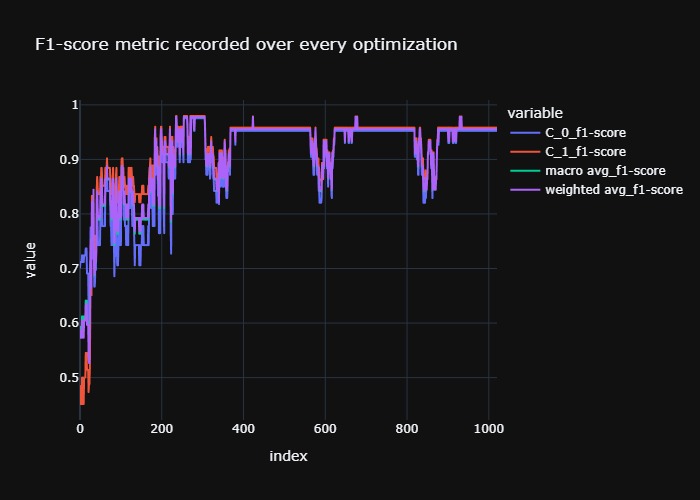 F1-score metric recorded over every optimization
variable
C_0_f1-score
C_1_f1-score
macro avg_f1-score
weighted avg_f1-score
1
0.9
0.8
0.7
0.6
0.5
value
0 200 400 600 800 1000
index